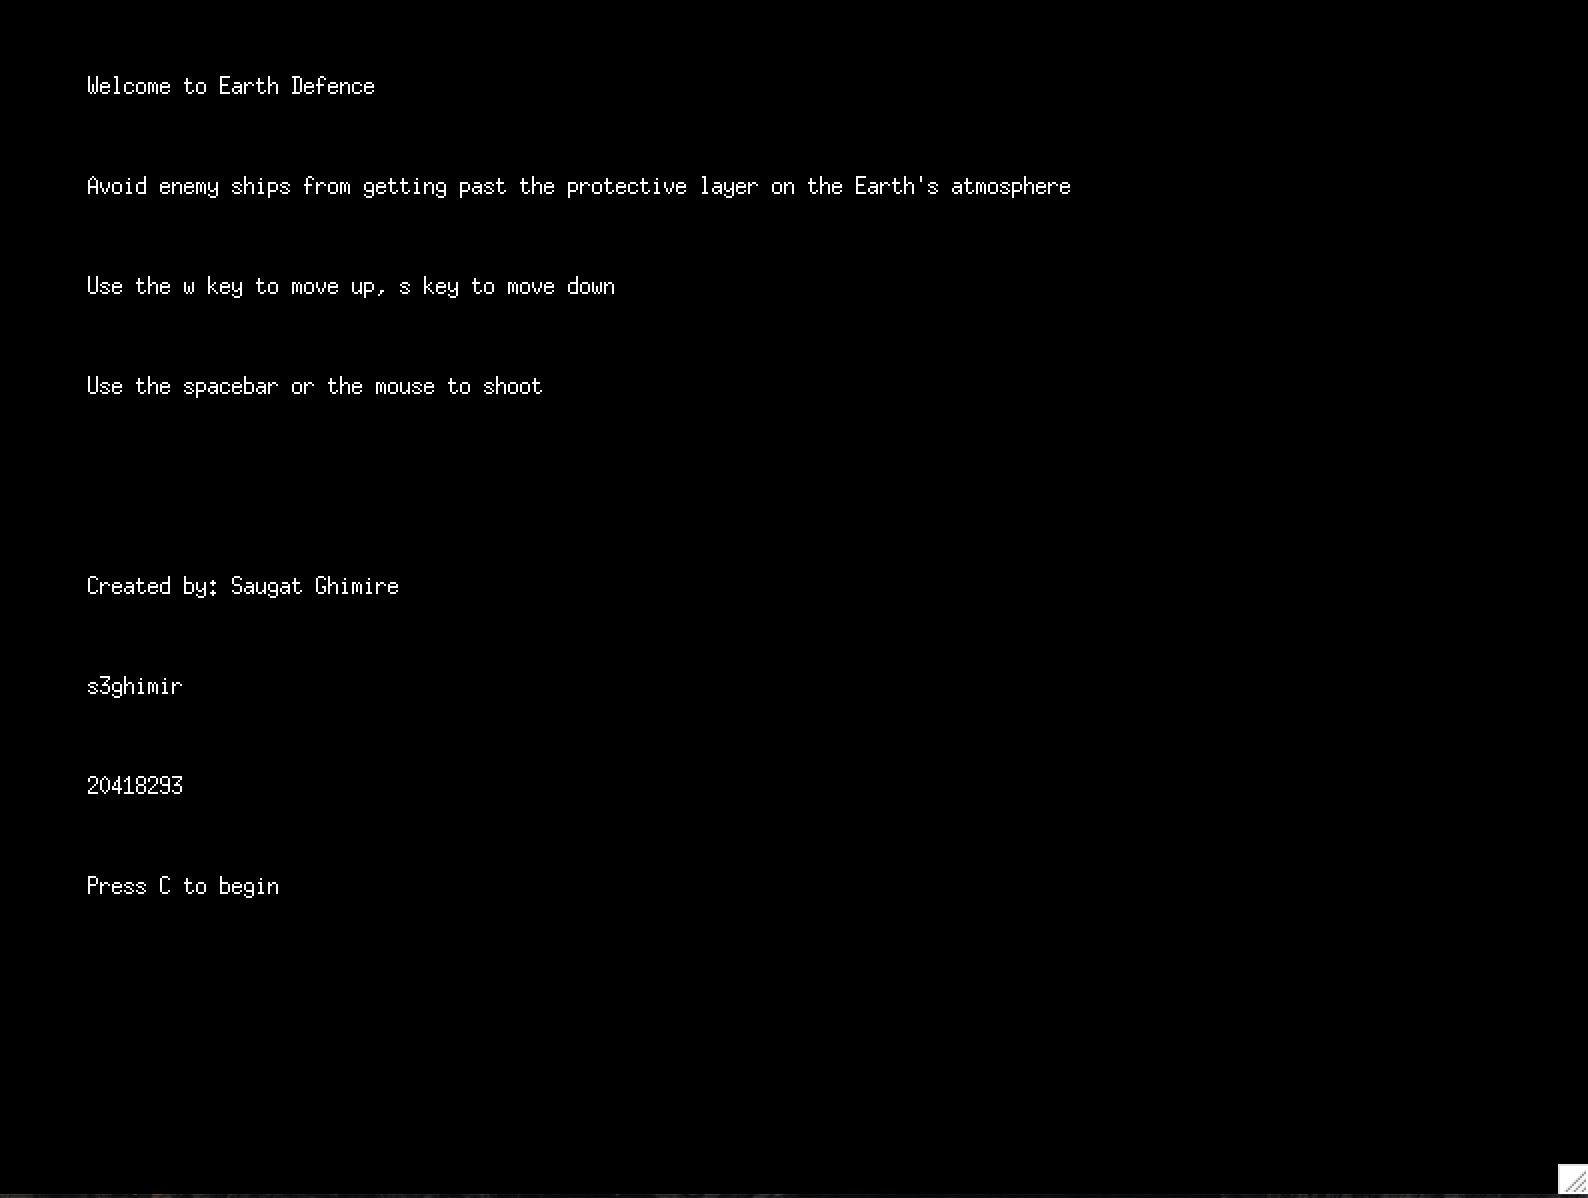 Welcome to Earth Defence
Avoid enemy ships from getting past the protective layer on the Earth's atmosphere
Use the w key to move up, s key to move down
Use the spacebar or the mouse to shoot
Created by: Saugat Ghimire
s3ghimir
20418293
Press C to begin